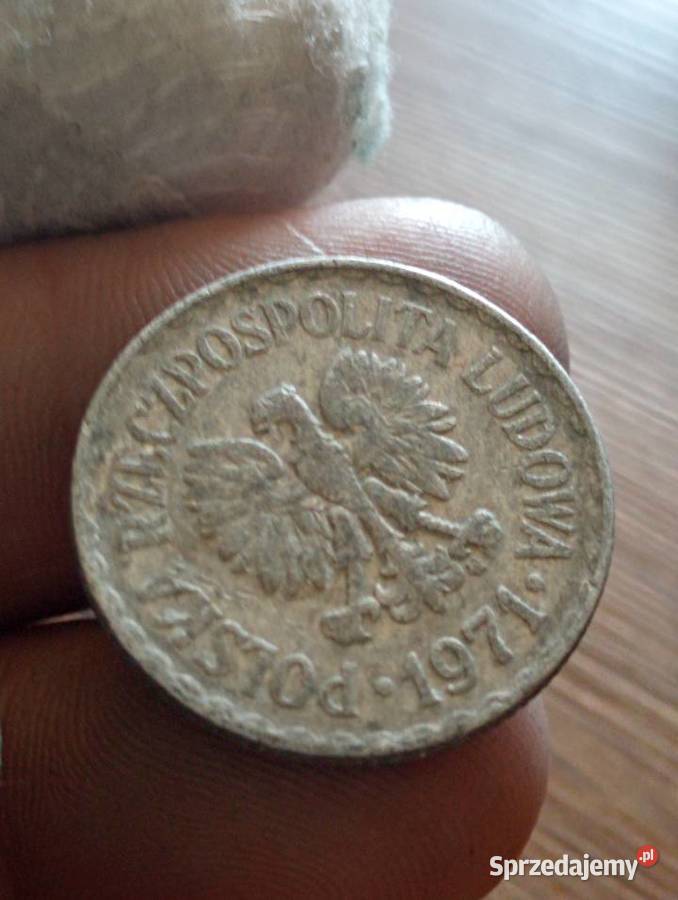 POLSKA RZECZPOSPOLITA LUDOWA • 1971 •
Sprzedajemy.pl